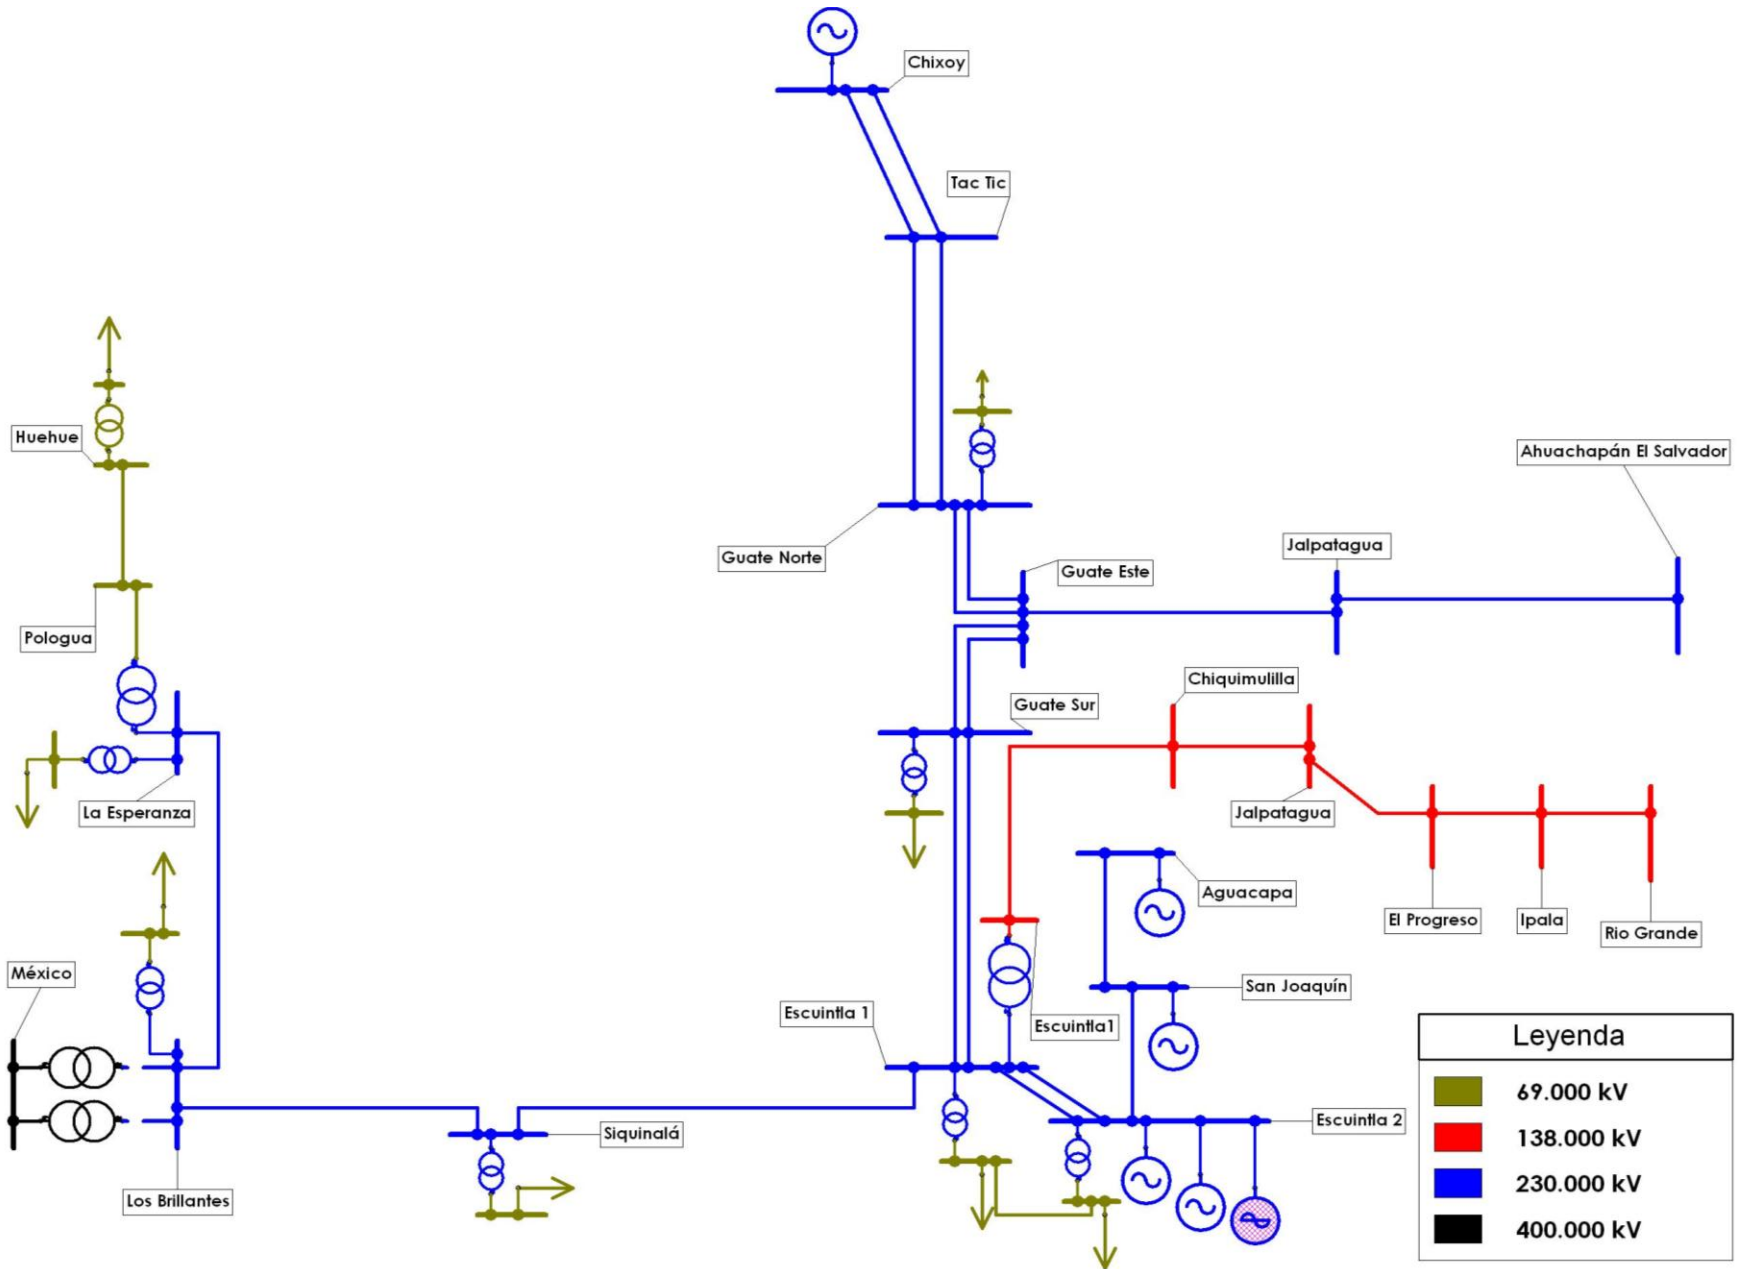 Chixoy
Tac Tic
Huehue
Ahuachapán El Salvador
Guate Norte
Jalpatagua
Guate Este
Pologua
Chiquimulilla
Guate Sur
La Esperanza
Jalpatagua
Aguacapa
El Progreso
Ipala
Rio Grande
México
San Joaquín
Escuintla 1
Escuintla1
Siquinalá
Escuintla 2
Los Brillantes
Leyenda
69.000 kV
138.000 kV
230.000 kV
400.000 kV